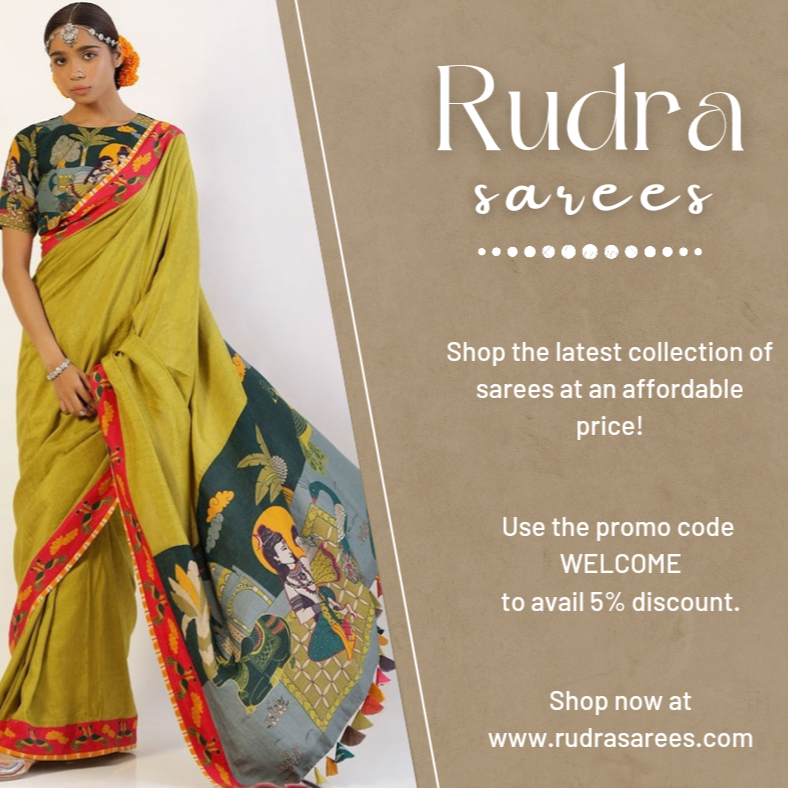 Rudra
sarees
Shop the latest collection of
sarees at an affordable
price!
Use the promo code
WELCOME
to avail 5% discount.
Shop now at
www.rudrasarees.com